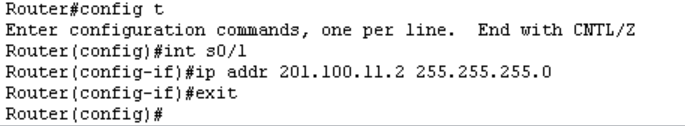 Router#config t
Enter configuration commands, one per line.  End with CNTL/Z
Router(config)#int s0/1
Router(config-if)#ip addr 201.100.11.2 255.255.255.0
Router(config-if)#exit
Router(config)#